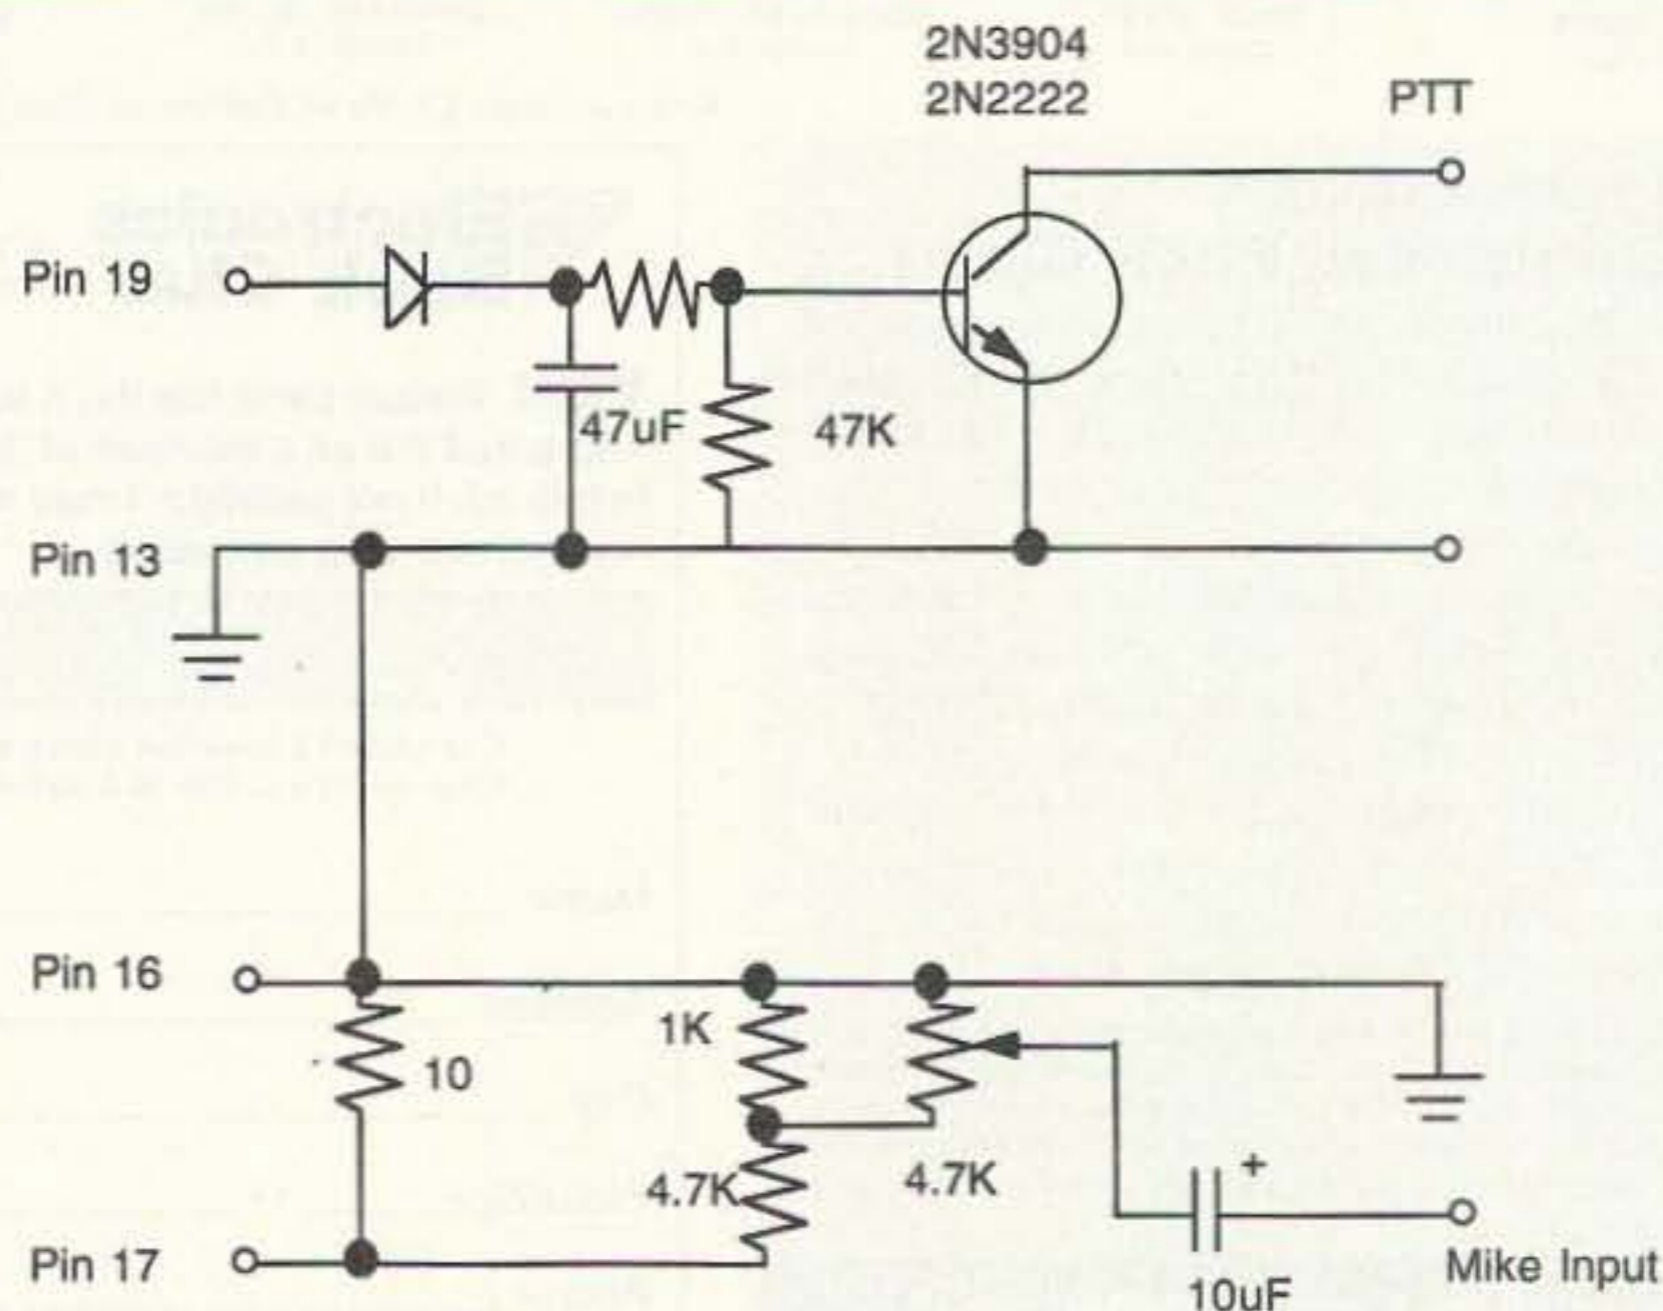 2N3904
2N2222
PTT
Pin 19
47uF
47K
Pin 13
Pin 16
1K
10
4.7K
4.7K
+
Pin 17
Mike Input
10uF